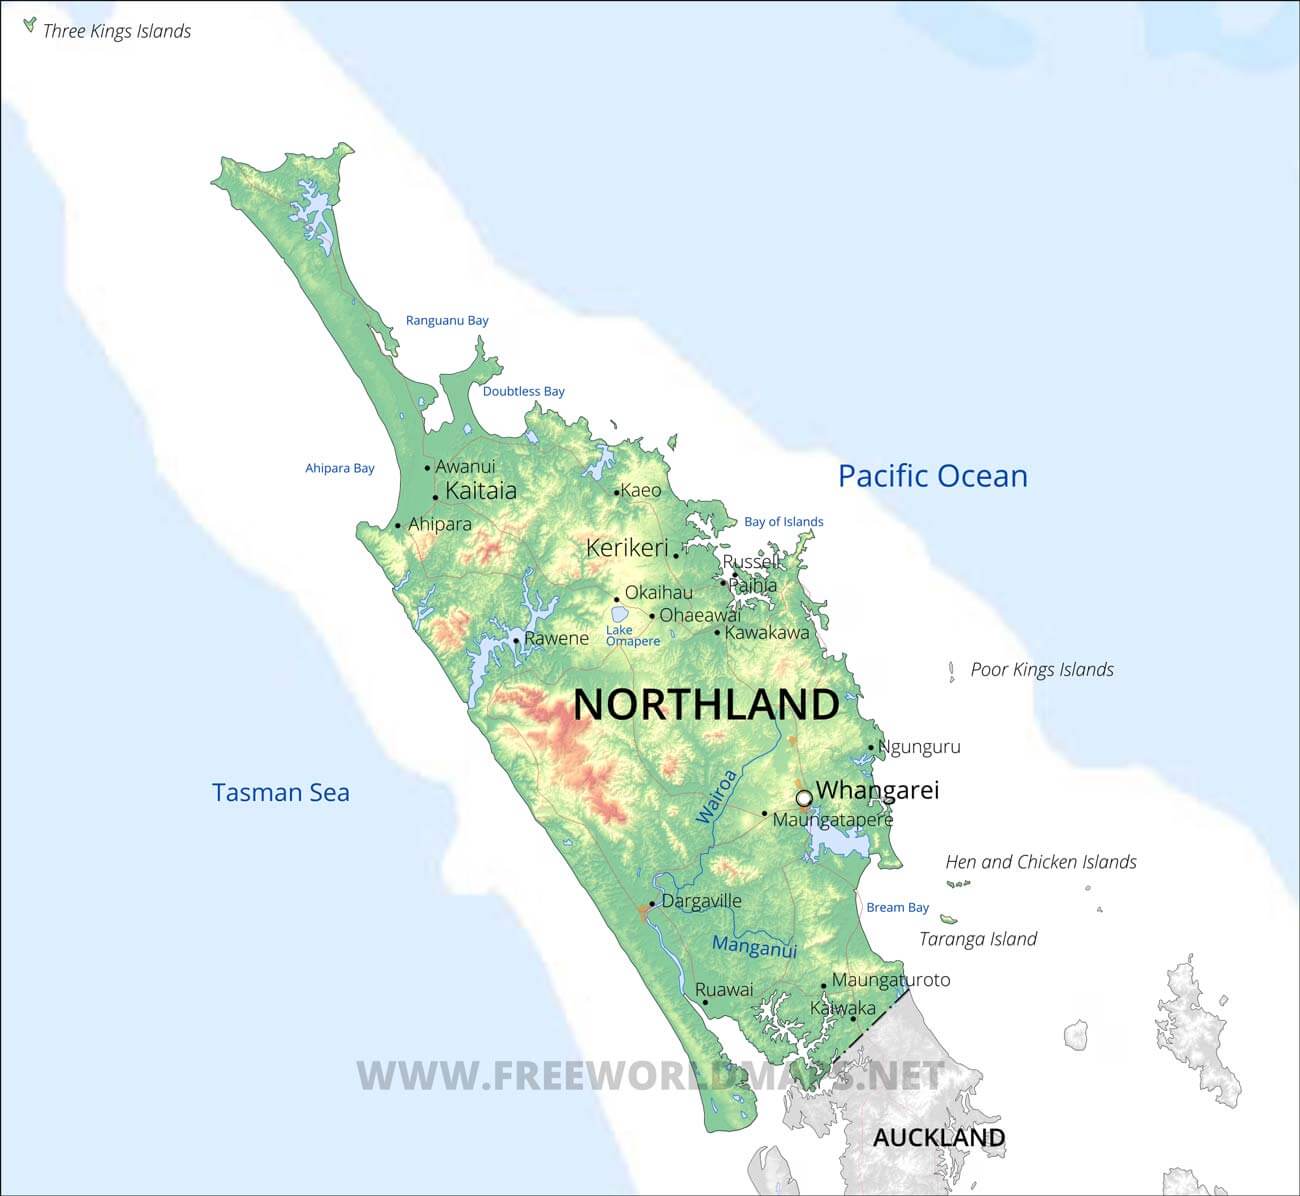 Three Kings Islands
Ranguanu Bay
Doubtless Bay
Ahipara Bay
Awanui
Kaitaia
Kaeo
Pacific Ocean
Ahipara
Bay of Islands
Kerikeri
Russell
Paihia
Okaihau
Ohaeawai
Lake
Omapere
Rawene
Kawakawa
Poor Kings Islands
NORTHLAND
Ngunguru
Tasman Sea
Wairoa
Whangarei
Maungatapere
Hen and Chicken Islands
Dargaville
Bream Bay
Taranga Island
Manganui
Maungaturoto
Ruawai
Kaiwaka
WWW.FREEWORLDMAPS.NET
AUCKLAND